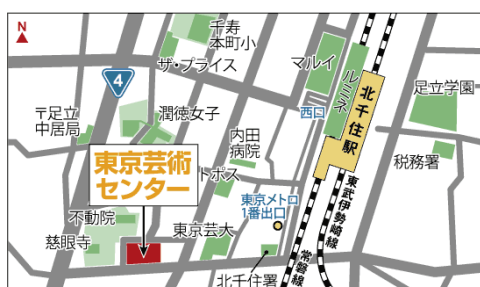 N
千寿
本町小
ザ・プライス
マルイ
ルミネ
4
西口
北千住駅
足立学園
〒足立
中居局
潤徳女子
内田
病院
税務署
東京芸術
センター
トポス
東京メトロ
1番出口
東武伊勢崎線
不動院
慈眼寺
東京芸大
北千住署
常磐線